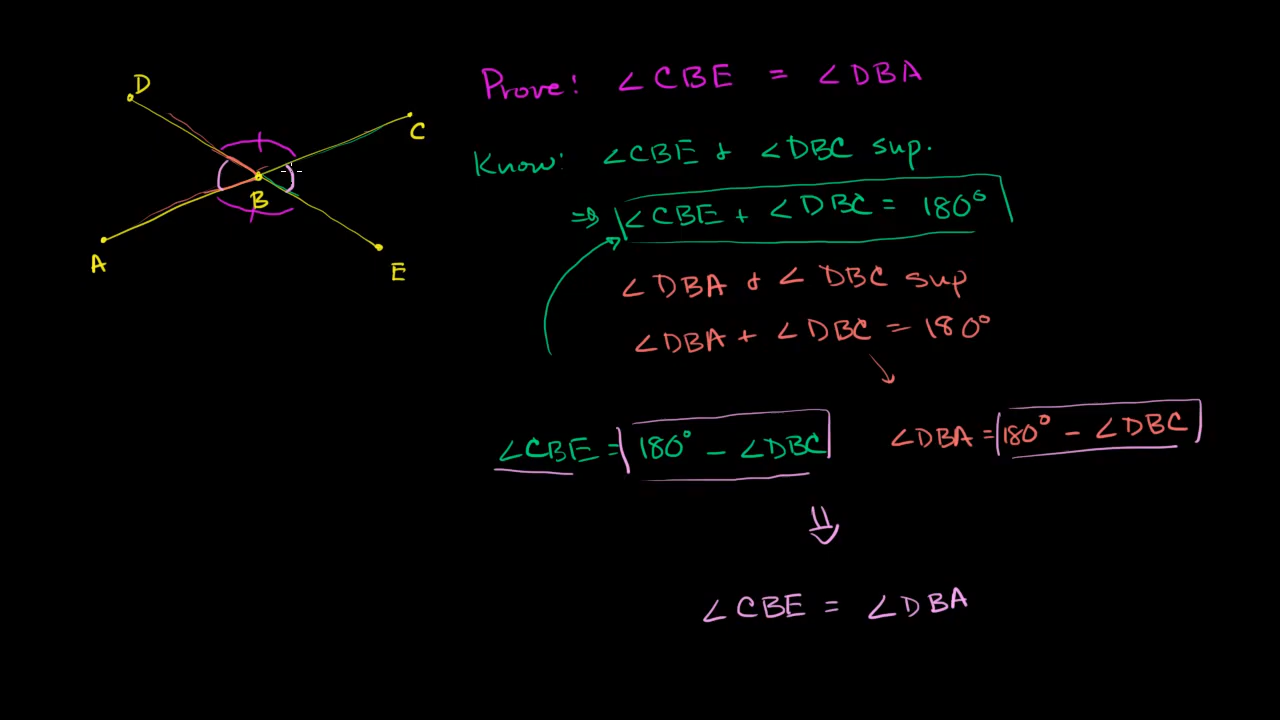 D
C
B
A
E
Prove: ∠CBE = ∠DBA
Know: ∠CBE & ∠DBC sup.
⇒ ∠CBE + ∠DBC = 180°
∠DBA & ∠DBC sup
∠DBA + ∠DBC = 180°
∠CBE = 180° - ∠DBC
∠DBA = 180° - ∠DBC
⇓
∠CBE = ∠DBA